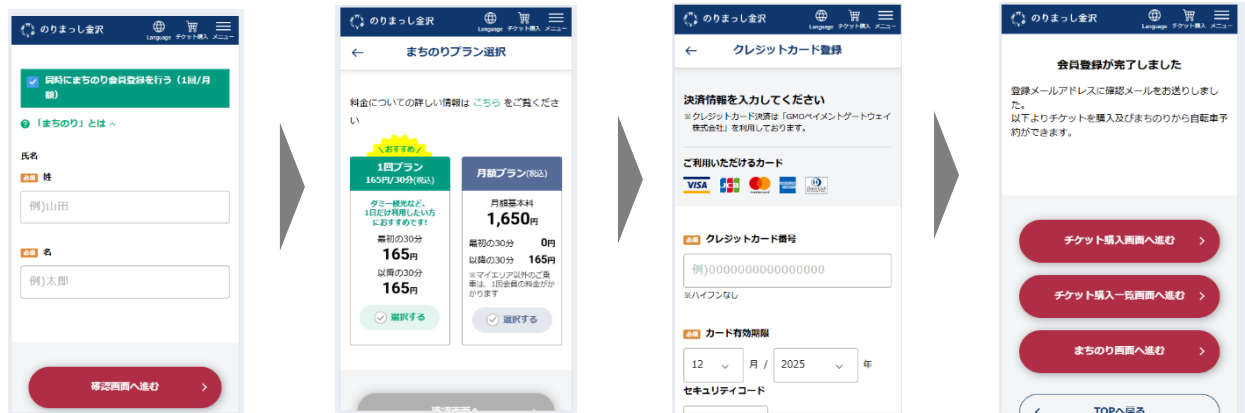 のりまっし金沢
Language チケット購入 メニュー
同時にまちのり会員登録を行う（1回/月
額）
「まちのり」とは
氏名
必須 姓
例)山田
必須 名
例)太郎
確認画面へ進む
のりまっし金沢
Language チケット購入 メニュー
← まちのりプラン選択
料金についての詳しい情報は こちら をご覧くださ
い
おすすめ
1回プラン
165円/30分(税込)
タミー観光など、
1日だけ利用したい方
におすすめです!
最初の30分
165円
以降の30分
165円
選択する
月額プラン(税込)
月額基本料
1,650円
最初の30分 0円
以降の30分 165円
※マイエリア以外のご乗
車は、1回会員の料金がか
かります
選択する
のりまっし金沢
Language チケット購入 メニュー
← クレジットカード登録
決済情報を入力してください
※クレジットカード決済は「GMOペイメントゲートウェイ
株式会社」を利用しております。
ご利用いただけるカード
VISA JCB
必須 クレジットカード番号
例)0000000000000000
※ハイフンなし
必須 カード有効期限
12 月 / 2025 年
セキュリティコード
のりまっし金沢
Language チケット購入 メニュー
会員登録が完了しました
登録メールアドレスに確認メールをお送りしまし
た。
以下よりチケットを購入及びまちのりから自転車予
約ができます。
チケット購入画面へ進む
チケット購入一覧画面へ進む
まちのり画面へ進む
TOPへ戻る